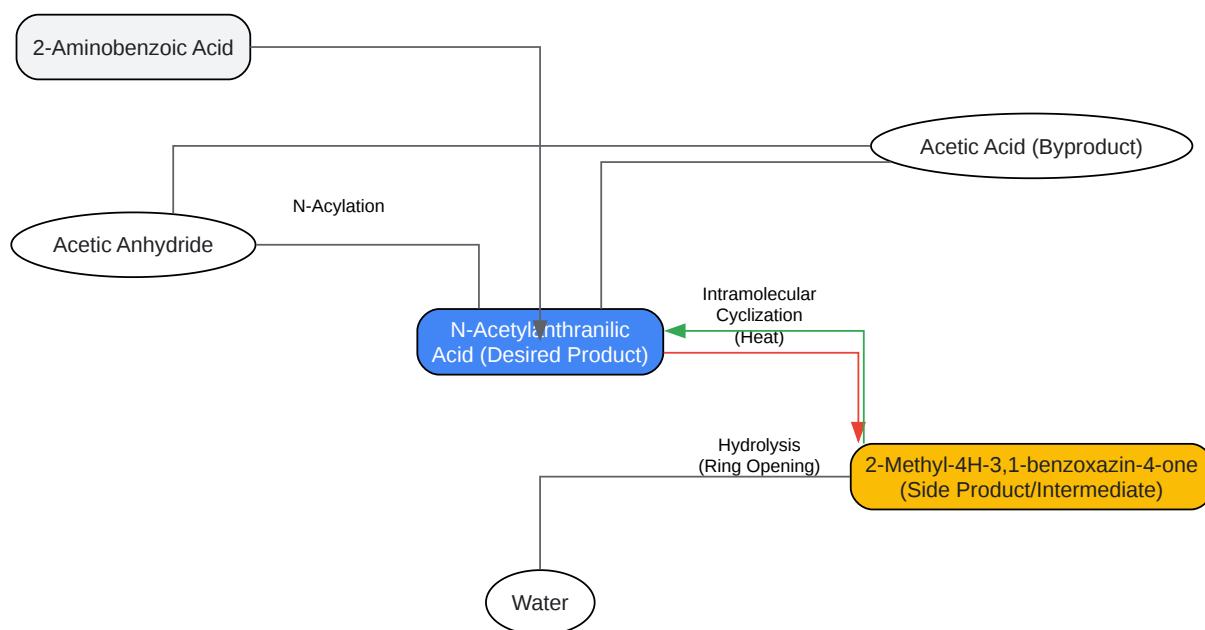 2-Aminobenzoic Acid
Acetic Acid (Byproduct)
N-Acylation
Acetic Anhydride
Intramolecular
Cyclization
(Heat)
N-Acetylanthranilic
Acid (Desired Product)
Hydrolysis
(Ring Opening)
2-Methyl-4H-3,1-benzoxazin-4-one
(Side Product/Intermediate)
Water